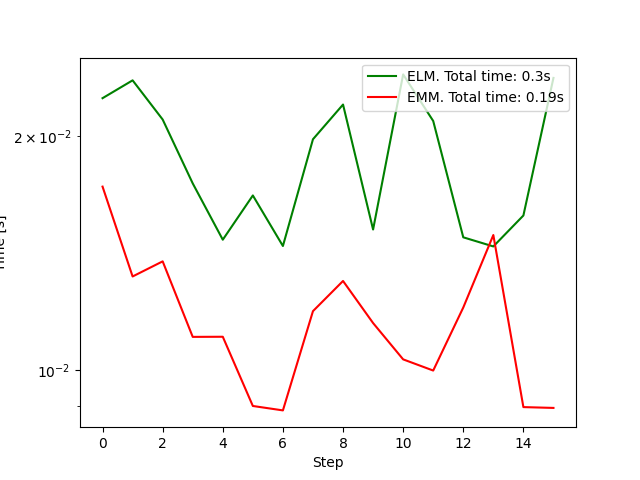 ELM. Total time: 0.3s
EMM. Total time: 0.19s
2 × 10⁻²
10⁻²
0 2 4 6 8 10 12 14
Step